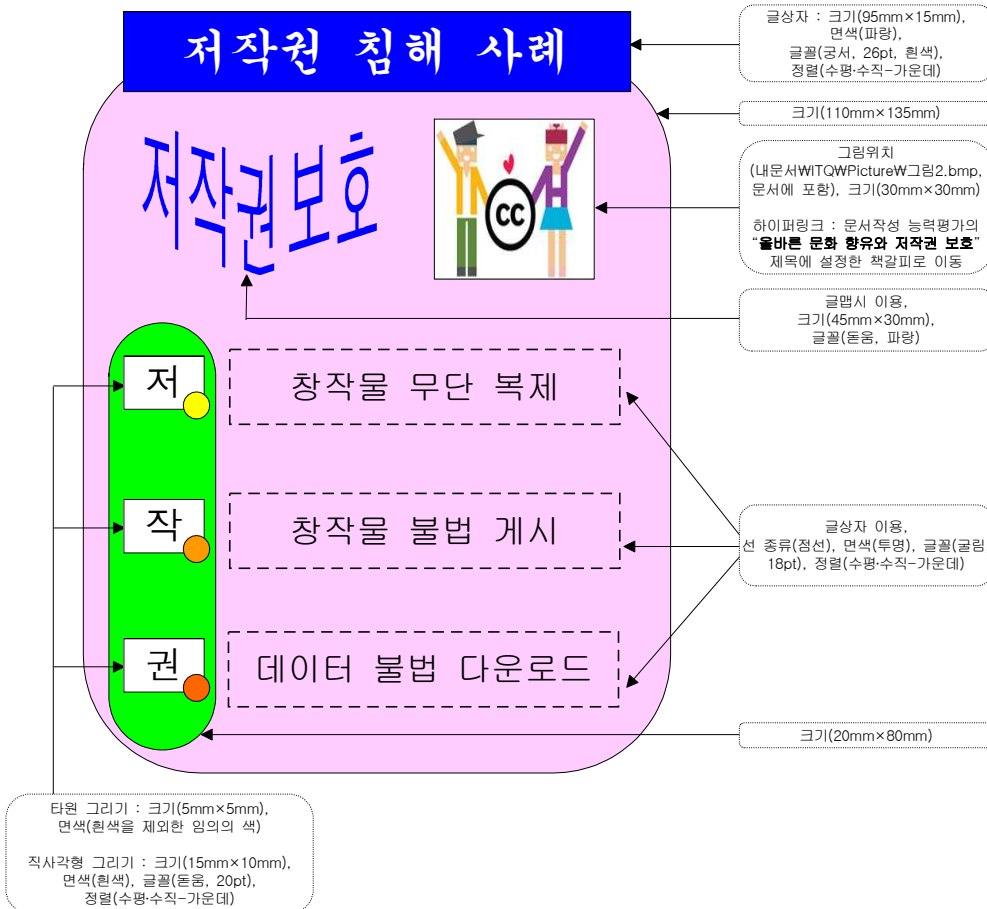 저작권 침해 사례
글상자 : 크기(95mm×15mm),
면색(파랑),
글꼴(궁서, 26pt, 흰색),
정렬(수평·수직-가운데)
크기(110mm×135mm)
저작권보호
CC
그림위치
(내문서₩ITQ₩Picture₩그림2.bmp,
문서에 포함), 크기(30mm×30mm)
하이퍼링크 : 문서작성 능력평가의
“올바른 문화 향유와 저작권 보호”
제목에 설정한 책갈피로 이동
글맵시 이용,
크기(45mm×30mm),
글꼴(돋움, 파랑)
저
창작물 무단 복제
작
창작물 불법 게시
글상자 이용,
선 종류(점선), 면색(투명), 글꼴(굴림
18pt), 정렬(수평·수직-가운데)
권
데이터 불법 다운로드
크기(20mm×80mm)
타원 그리기 : 크기(5mm×5mm),
면색(흰색을 제외한 임의의 색)
직사각형 그리기 : 크기(15mm×10mm),
면색(흰색), 글꼴(돋움, 20pt),
정렬(수평·수직-가운데)